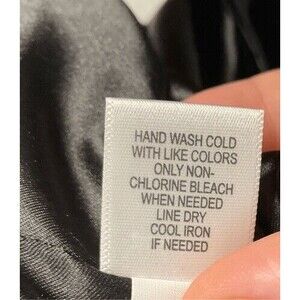 HAND WASH COLD
WITH LIKE COLORS
ONLY NON-
CHLORINE BLEACH
WHEN NEEDED
LINE DRY
COOL IRON
IF NEEDED